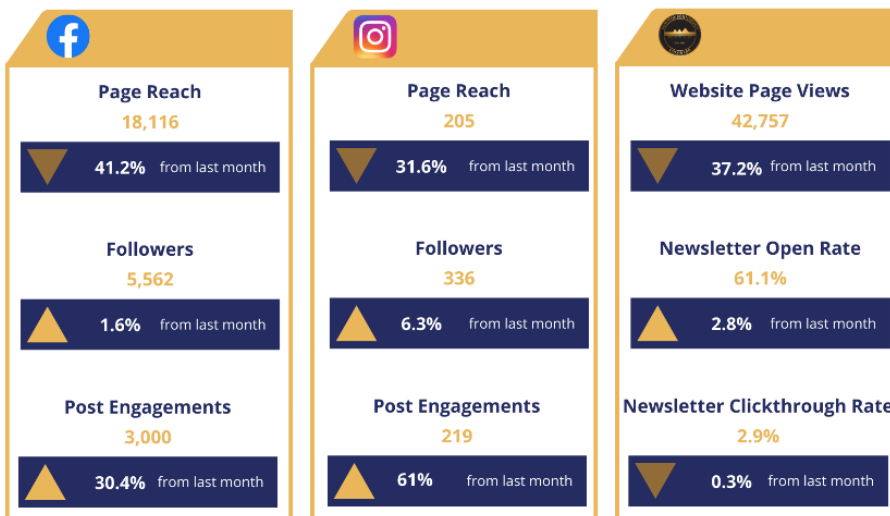 Page Reach
18,116
41.2% from last month
Followers
5,562
1.6% from last month
Post Engagements
3,000
30.4% from last month
Page Reach
205
31.6% from last month
Followers
336
6.3% from last month
Post Engagements
219
61% from last month
Website Page Views
42,757
37.2% from last month
Newsletter Open Rate
61.1%
2.8% from last month
Newsletter Clickthrough Rate
2.9%
0.3% from last month